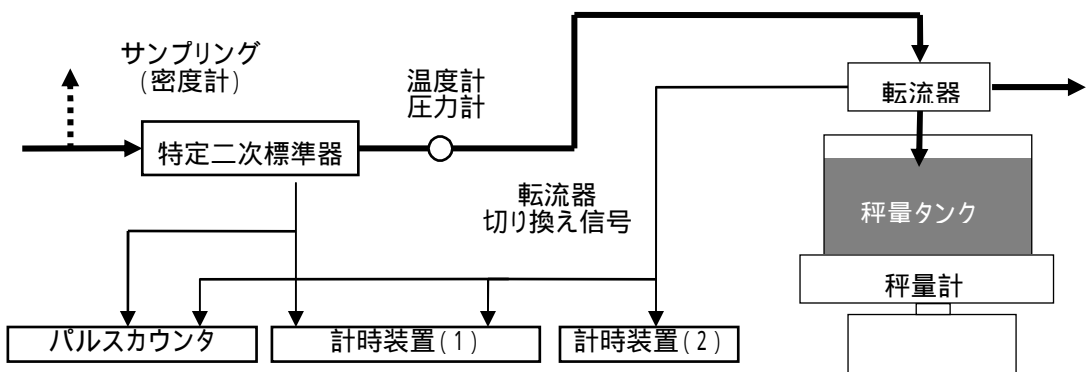 サンプリング
(密度計)
温度計
圧力計
転流器
特定二次標準器
転流器
切り換え信号
秤量タンク
秤量計
パルスカウンタ
計時装置(1)
計時装置(2)